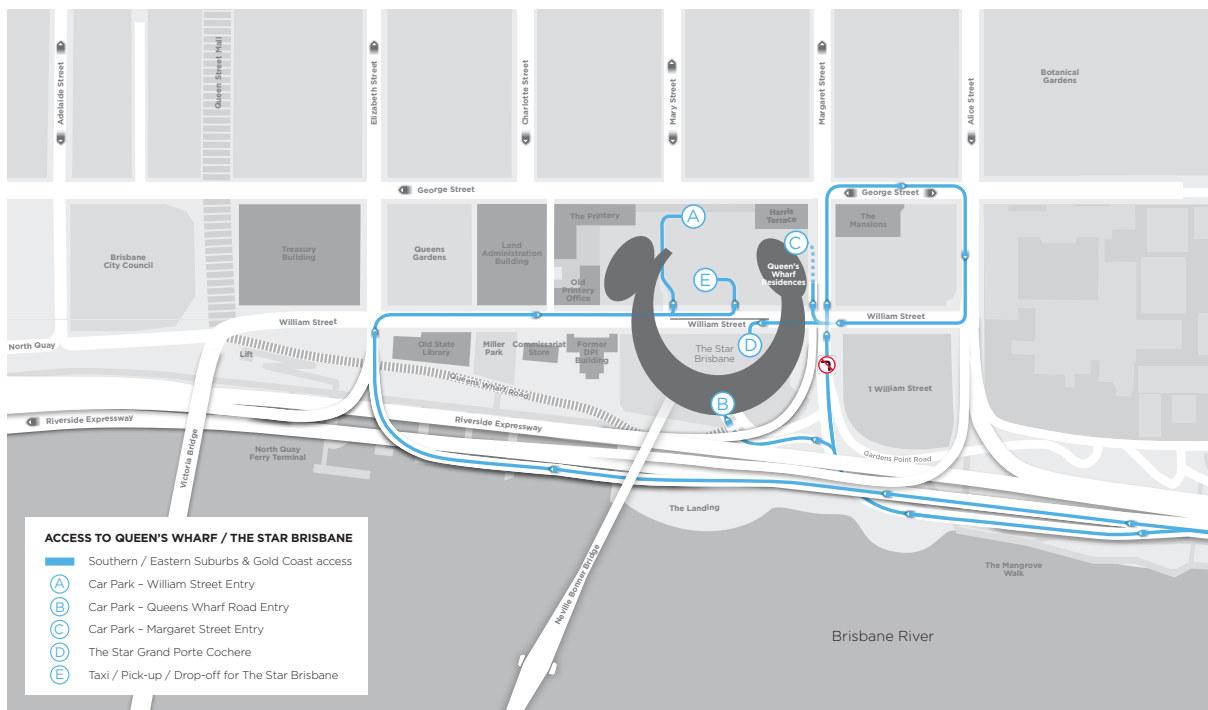 Adelaide Street
Queen Street Mall
Elizabeth Street
Charlotte Street
Mary Street
Margaret Street
Alice Street
Botanical
Gardens
George Street
George Street
The Printery
A
Harris
Terrace
The
Mansions
Brisbane
City Council
Treasury
Building
Queens
Gardens
Land
Administration
Building
C
Queen's
Wharf
Residences
E
Old
Printery
Office
William Street
William Street
William Street
North Quay
Lift
Old State
Library
Miller
Park
Commissariat
Store
Former
DPI
Building
The Star
Brisbane
D
1 William Street
Queens Wharf Road
B
Riverside Expressway
Riverside Expressway
Victoria Bridge
North Quay
Ferry Terminal
Gardens Point Road
The Landing
Neville Bonner Bridge
The Mangrove
Walk
Brisbane River
ACCESS TO QUEEN'S WHARF / THE STAR BRISBANE
Southern / Eastern Suburbs & Gold Coast access
A Car Park – William Street Entry
B Car Park – Queens Wharf Road Entry
C Car Park – Margaret Street Entry
D The Star Grand Porte Cochere
E Taxi / Pick-up / Drop-off for The Star Brisbane